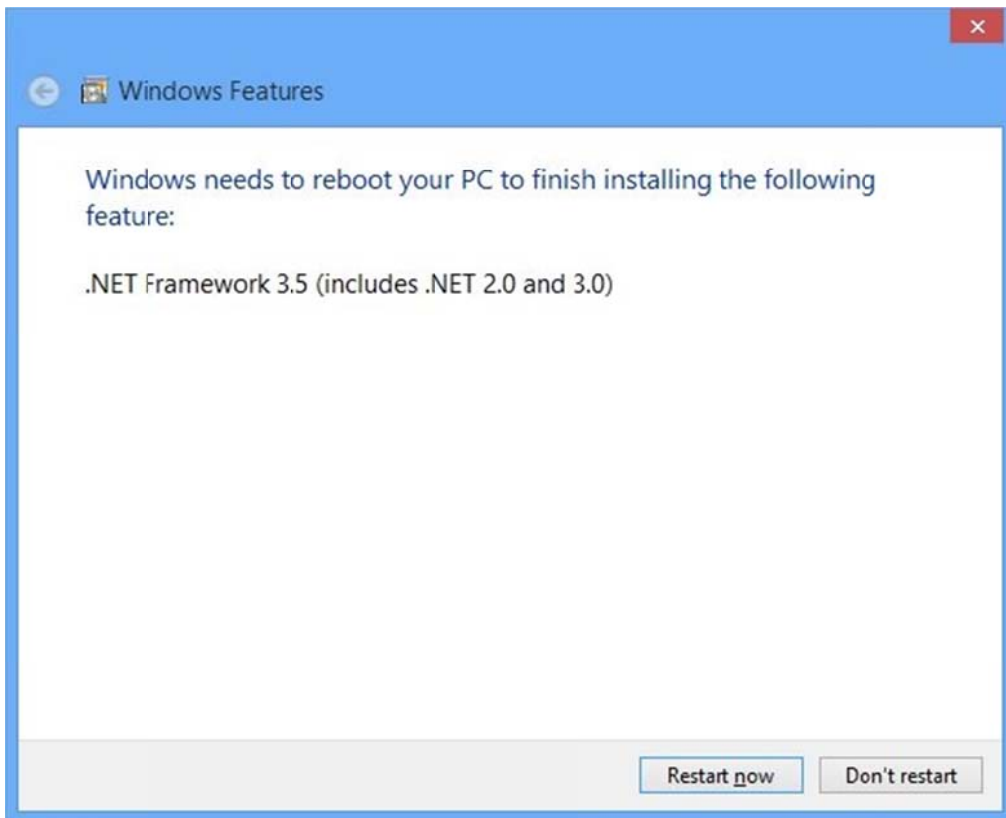 Windows Features
Windows needs to reboot your PC to finish installing the following
feature:
.NET Framework 3.5 (includes .NET 2.0 and 3.0)
Restart now
Don't restart